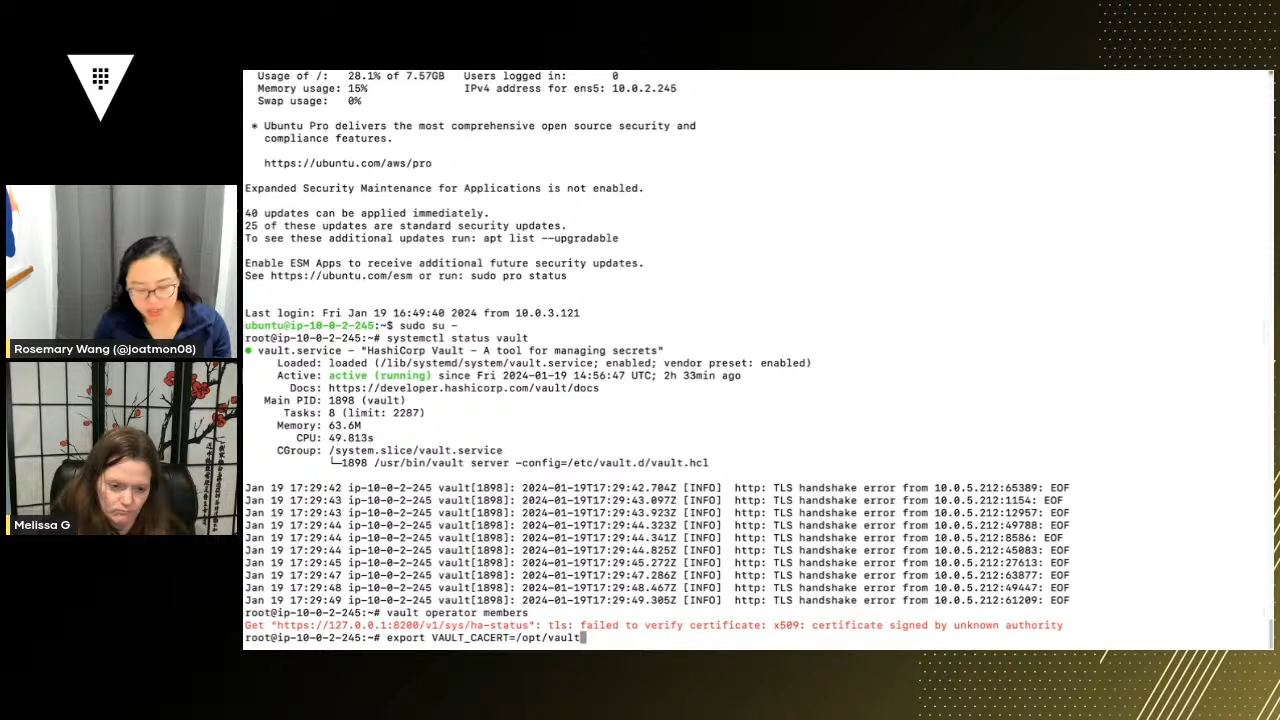 Usage of /: 28.1% of 7.57GB Users logged in: 0
Memory usage: 15% IPv4 address for ens5: 10.0.2.245
Swap usage: 0%
* Ubuntu Pro delivers the most comprehensive open source security and
compliance features.
https://ubuntu.com/aws/pro
Expanded Security Maintenance for Applications is not enabled.
40 updates can be applied immediately.
25 of these updates are standard security updates.
To see these additional updates run: apt list --upgradable
Enable ESM Apps to receive additional future security updates.
See https://ubuntu.com/esm or run: sudo pro status
Last login: Fri Jan 19 16:49:40 2024 from 10.0.3.121
ubuntu@ip-10-0-2-245:~$ sudo su -
root@ip-10-0-2-245:~# systemctl status vault
● vault.service - "HashiCorp Vault - A tool for managing secrets"
Loaded: loaded (/lib/systemd/system/vault.service; enabled; vendor preset: enabled)
Active: active (running) since Fri 2024-01-19 14:56:47 UTC; 2h 33min ago
Docs: https://developer.hashicorp.com/vault/docs
Main PID: 1898 (vault)
Tasks: 8 (limit: 2287)
Memory: 63.6M
CPU: 49.813s
CGroup: /system.slice/vault.service
└─1898 /usr/bin/vault server -config=/etc/vault.d/vault.hcl
Jan 19 17:29:42 ip-10-0-2-245 vault[1898]: 2024-01-19T17:29:42.704Z [INFO] http: TLS handshake error from 10.0.5.212:65389: EOF
Jan 19 17:29:43 ip-10-0-2-245 vault[1898]: 2024-01-19T17:29:43.097Z [INFO] http: TLS handshake error from 10.0.5.212:1154: EOF
Jan 19 17:29:43 ip-10-0-2-245 vault[1898]: 2024-01-19T17:29:43.923Z [INFO] http: TLS handshake error from 10.0.5.212:12957: EOF
Jan 19 17:29:44 ip-10-0-2-245 vault[1898]: 2024-01-19T17:29:44.323Z [INFO] http: TLS handshake error from 10.0.5.212:49788: EOF
Jan 19 17:29:44 ip-10-0-2-245 vault[1898]: 2024-01-19T17:29:44.341Z [INFO] http: TLS handshake error from 10.0.5.212:8586: EOF
Jan 19 17:29:44 ip-10-0-2-245 vault[1898]: 2024-01-19T17:29:44.825Z [INFO] http: TLS handshake error from 10.0.5.212:45083: EOF
Jan 19 17:29:45 ip-10-0-2-245 vault[1898]: 2024-01-19T17:29:45.272Z [INFO] http: TLS handshake error from 10.0.5.212:27613: EOF
Jan 19 17:29:47 ip-10-0-2-245 vault[1898]: 2024-01-19T17:29:47.286Z [INFO] http: TLS handshake error from 10.0.5.212:63877: EOF
Jan 19 17:29:48 ip-10-0-2-245 vault[1898]: 2024-01-19T17:29:48.467Z [INFO] http: TLS handshake error from 10.0.5.212:49447: EOF
Jan 19 17:29:49 ip-10-0-2-245 vault[1898]: 2024-01-19T17:29:49.305Z [INFO] http: TLS handshake error from 10.0.5.212:61209: EOF
root@ip-10-0-2-245:~# vault operator members
Get "https://127.0.0.1:8200/v1/sys/ha-status": tls: failed to verify certificate: x509: certificate signed by unknown authority
root@ip-10-0-2-245:~# export VAULT_CACERT=/opt/vault
Rosemary Wang (@joatmon08)
Melissa G